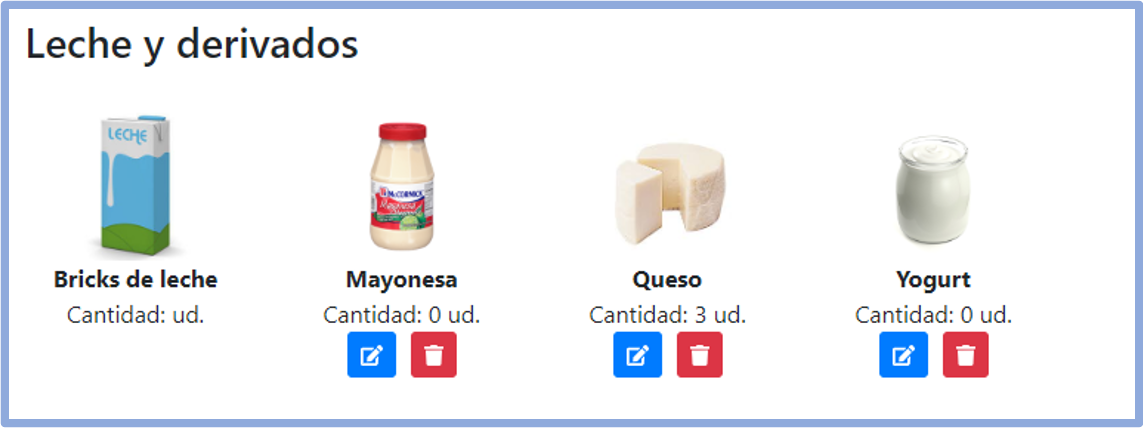 Leche y derivados
LECHE
McCORMICK
Mayonesa
Bricks de leche
Mayonesa
Queso
Yogurt
Cantidad: ud.
Cantidad: 0 ud.
Cantidad: 3 ud.
Cantidad: 0 ud.